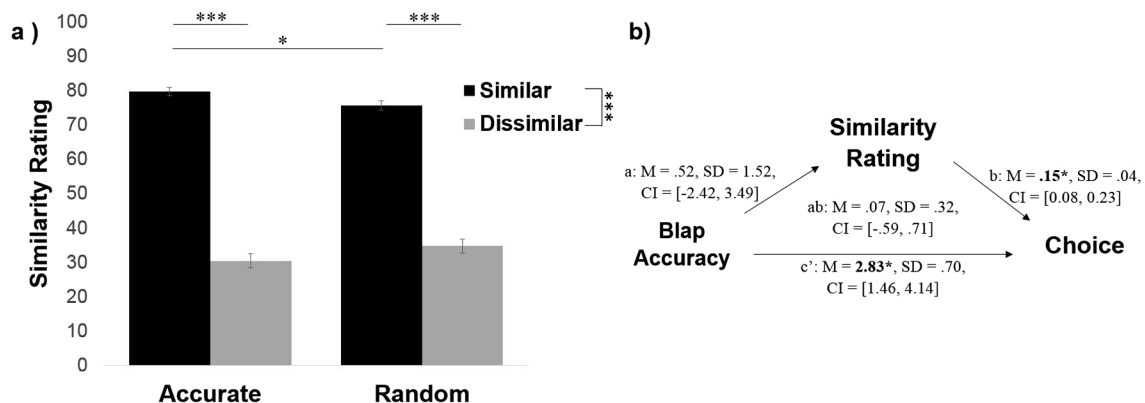 a )
100
90
80
70
60
50
40
30
20
10
0
Similarity Rating
***
*
***
Similar
Dissimilar
***
Accurate
Random
b)
Similarity
Rating
a: M = .52, SD = 1.52,
CI = [-2.42, 3.49]
b: M = .15*, SD = .04,
CI = [0.08, 0.23]
ab: M = .07, SD = .32,
CI = [-.59, .71]
Blap
Accuracy
Choice
c’: M = 2.83*, SD = .70,
CI = [1.46, 4.14]